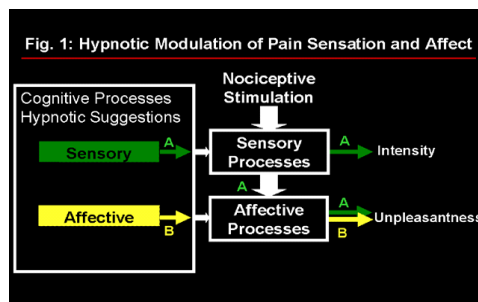 Fig. 1: Hypnotic Modulation of Pain Sensation and Affect
Nociceptive
Stimulation
Cognitive Processes
Hypnotic Suggestions
Sensory
A
Sensory
Processes
A
Intensity
A
Affective
B
Affective
Processes
A
B
Unpleasantness